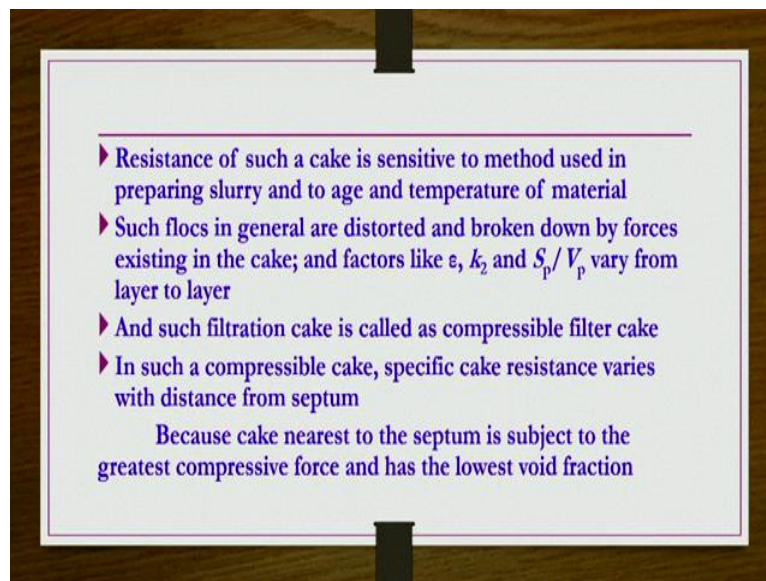 Resistance of such a cake is sensitive to method used in
preparing slurry and to age and temperature of material
Such flocs in general are distorted and broken down by forces
existing in the cake; and factors like ε, k₂ and Sₚ/ Vₚ vary from
layer to layer
And such filtration cake is called as compressible filter cake
In such a compressible cake, specific cake resistance varies
with distance from septum
Because cake nearest to the septum is subject to the
greatest compressive force and has the lowest void fraction